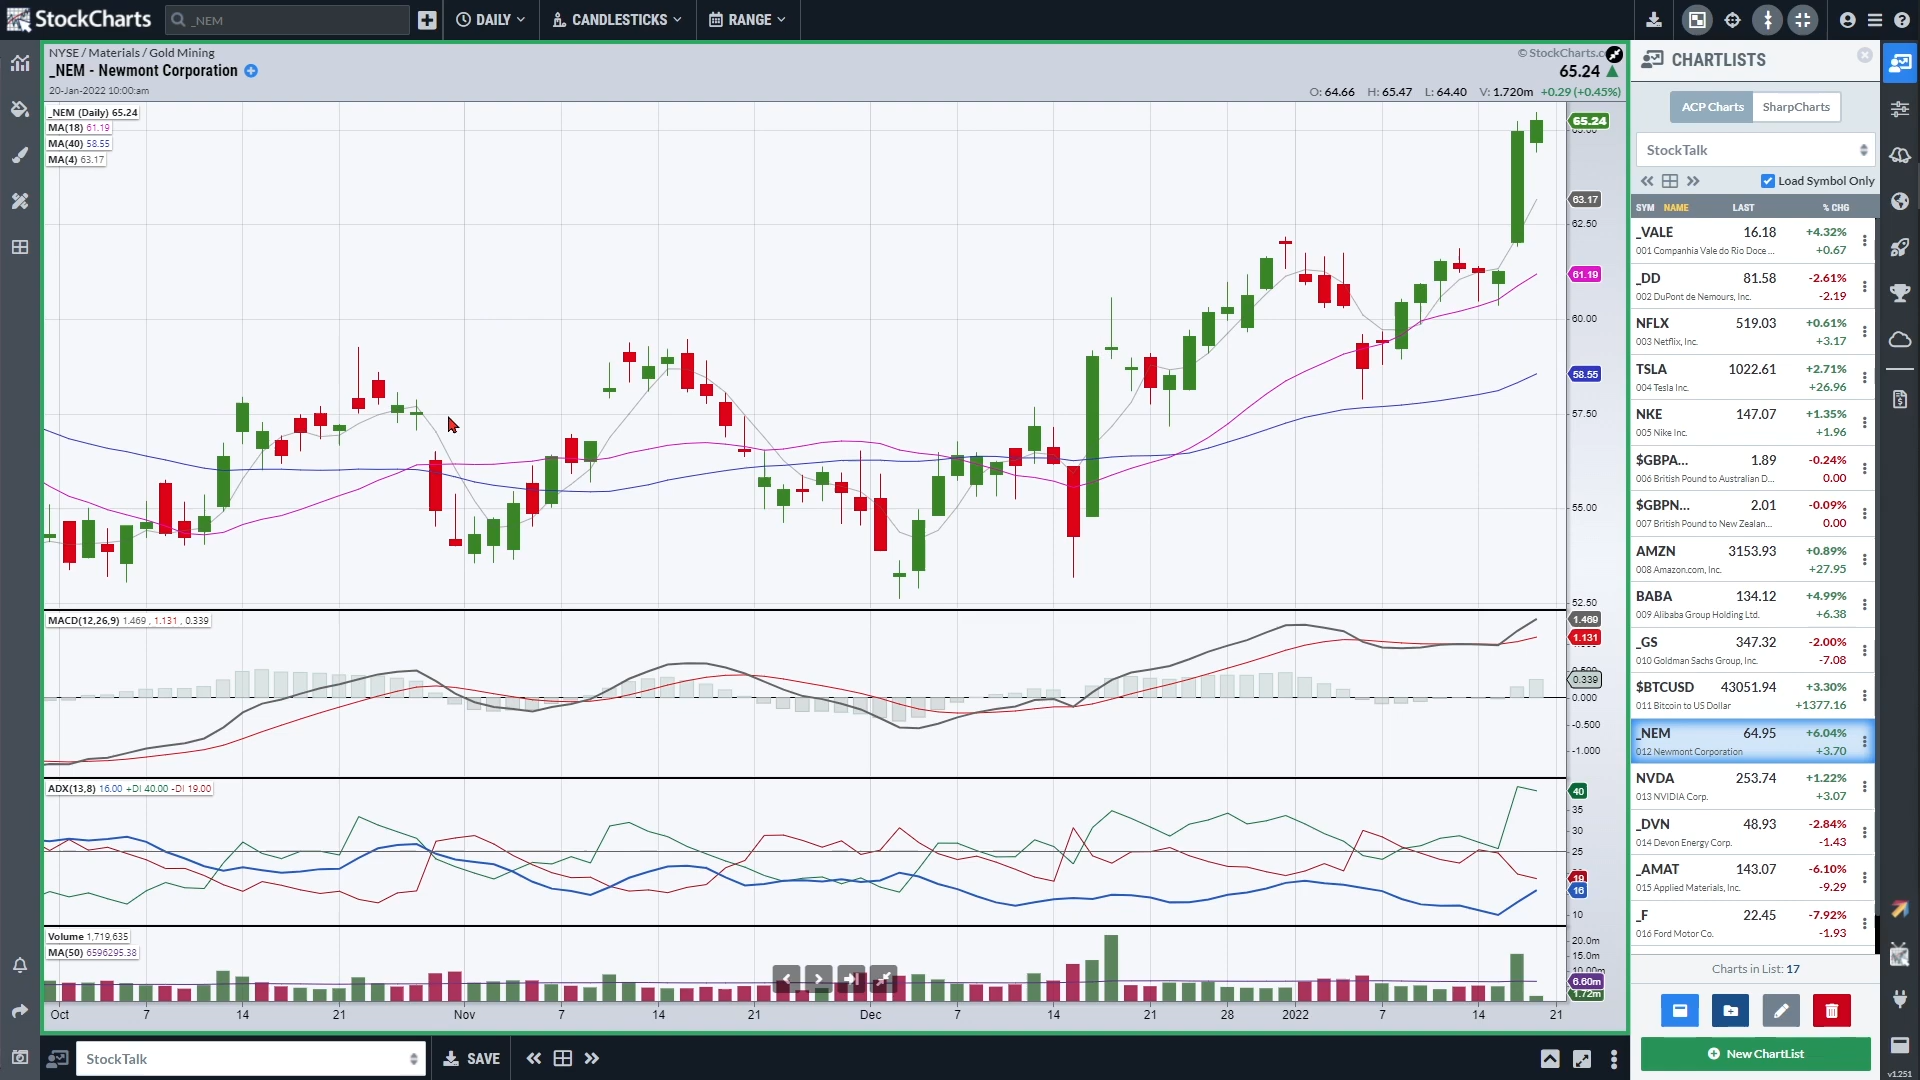 StockCharts
_NEM
DAILY
CANDLESTICKS
RANGE
NYSE / Materials / Gold Mining
_NEM - Newmont Corporation
20-Jan-2022 10:00:am
© StockCharts.c
65.24
O: 64.66 H: 65.47 L: 64.40 V: 1.720m +0.29 (+0.45%)
_NEM (Daily) 65.24
MA(18) 61.19
MA(40) 58.55
MA(4) 63.17
65.24
63.17
62.50
61.19
60.00
58.55
57.50
55.00
52.50
MACD(12,26,9) 1.469 , 1.131 , 0.339
1.469
1.131
0.339
0.000
-0.500
-1.000
ADX(13,8) 16.00 +DI 40.00 -DI 19.00
40
35
30
25
19
16
10
Volume 1,719,635
MA(50) 6596295.38
20.0m
15.0m
10.00m
6.60m
1.72m
Oct 7 14 21 Nov 7 14 21 Dec 7 14 21 28 2022 7 14 21
StockTalk
SAVE
CHARTLISTS
ACP Charts SharpCharts
StockTalk
Load Symbol Only
SYM NAME LAST % CHG
_VALE 16.18 +4.32%
001 Companhia Vale do Rio Doce ... +0.67
_DD 81.58 -2.61%
002 DuPont de Nemours, Inc. -2.19
NFLX 519.03 +0.61%
003 Netflix, Inc. +3.17
TSLA 1022.61 +2.71%
004 Tesla Inc. +26.96
NKE 147.07 +1.35%
005 Nike Inc. +1.96
$GBPA... 1.89 -0.24%
006 British Pound to Australian D... 0.00
$GBPN... 2.01 -0.09%
007 British Pound to New Zealan... 0.00
AMZN 3153.93 +0.89%
008 Amazon.com, Inc. +27.95
BABA 134.12 +4.99%
009 Alibaba Group Holding Ltd. +6.38
_GS 347.32 -2.00%
010 Goldman Sachs Group, Inc. -7.08
$BTCUSD 43051.94 +3.30%
011 Bitcoin to US Dollar +1377.16
_NEM 64.95 +6.04%
012 Newmont Corporation +3.70
NVDA 253.74 +1.22%
013 NVIDIA Corp. +3.07
_DVN 48.93 -2.84%
014 Devon Energy Corp. -1.43
_AMAT 143.07 -6.10%
015 Applied Materials, Inc. -9.29
_F 22.45 -7.92%
016 Ford Motor Co. -1.93
Charts in List: 17
New ChartList
v1.251